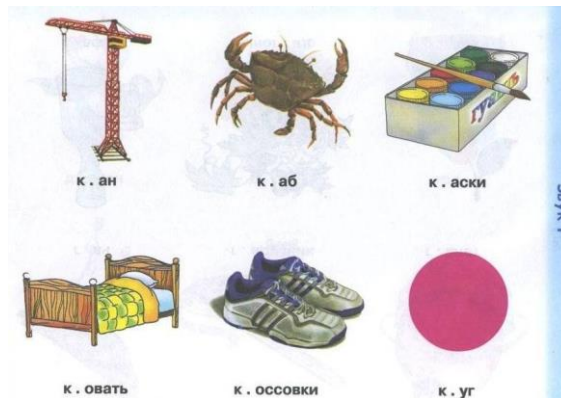 к . ан
к . аб
к . аски
к . овать
к . оссовки
к . уг